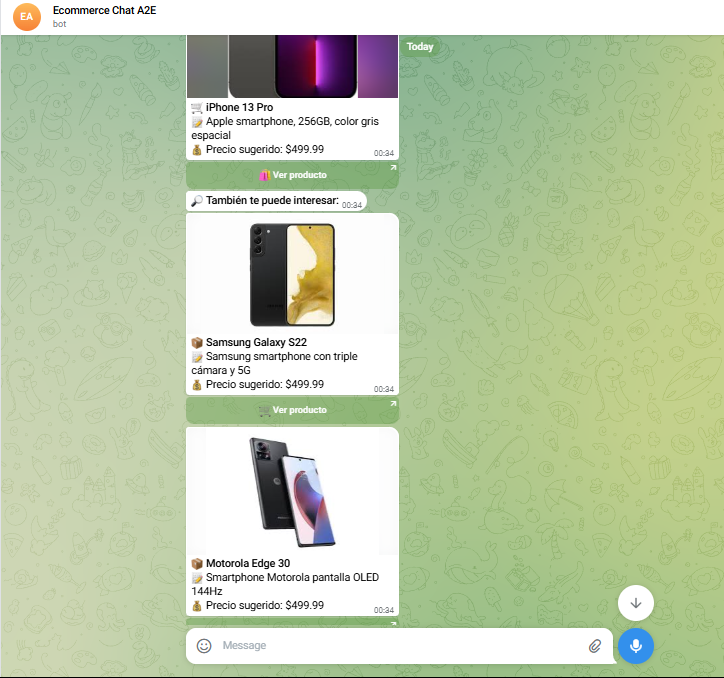 EA
Ecommerce Chat A2E
bot
Today
🛒 iPhone 13 Pro
📝 Apple smartphone, 256GB, color gris
espacial
💰 Precio sugerido: $499.99
00:34
🛍️ Ver producto
🔎 También te puede interesar:
00:34
📦 Samsung Galaxy S22
📝 Samsung smartphone con triple
cámara y 5G
💰 Precio sugerido: $499.99
00:34
🛒 Ver producto
📦 Motorola Edge 30
📝 Smartphone Motorola pantalla OLED
144Hz
💰 Precio sugerido: $499.99
00:34
Message